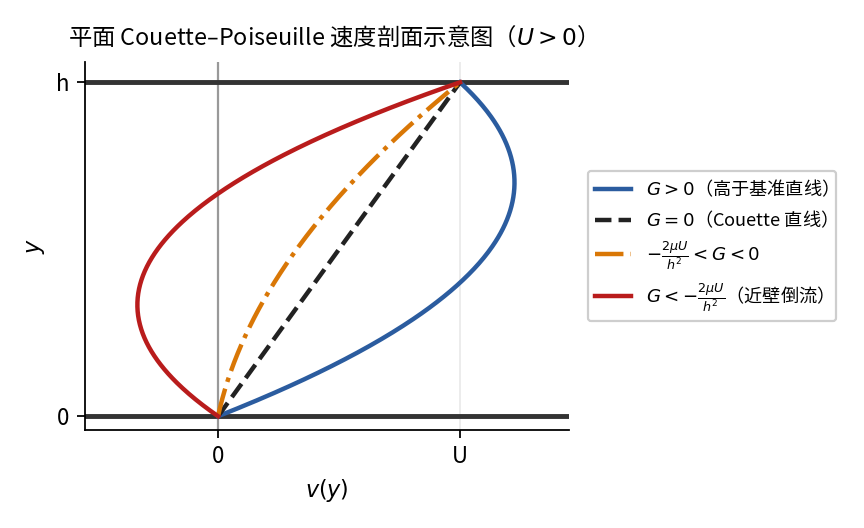 平面 Couette–Poiseuille 速度剖面示意图（U > 0）
h
y
0
0
U
v(y)
G > 0（高于基准直线）
G = 0（Couette 直线）
−2μU/h² < G < 0
G < −2μU/h²（近壁倒流）